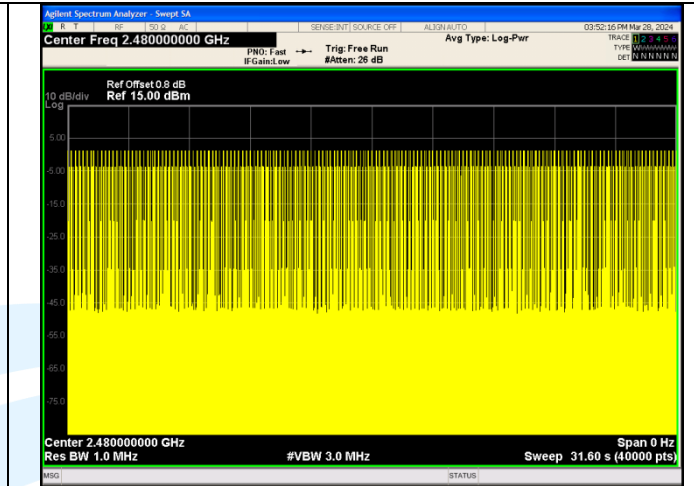 Agilent Spectrum Analyzer - Swept SA
R T RF 50 Ω AC SENSE:INT SOURCE OFF ALIGN AUTO 03:52:16 PM Mar 28, 2024
Center Freq 2.480000000 GHz
PNO: Fast
IFGain:Low
Trig: Free Run
#Atten: 26 dB
Avg Type: Log-Pwr
TRACE 1 2 3 4 5 6
TYPE
DET N N N N N N
10 dB/div
Log
Ref Offset 0.8 dB
Ref 15.00 dBm
5.00
-5.00
-15.0
-25.0
-35.0
-45.0
-55.0
-65.0
-75.0
Center 2.480000000 GHz Span 0 Hz
Res BW 1.0 MHz #VBW 3.0 MHz Sweep 31.60 s (40000 pts)
MSG STATUS